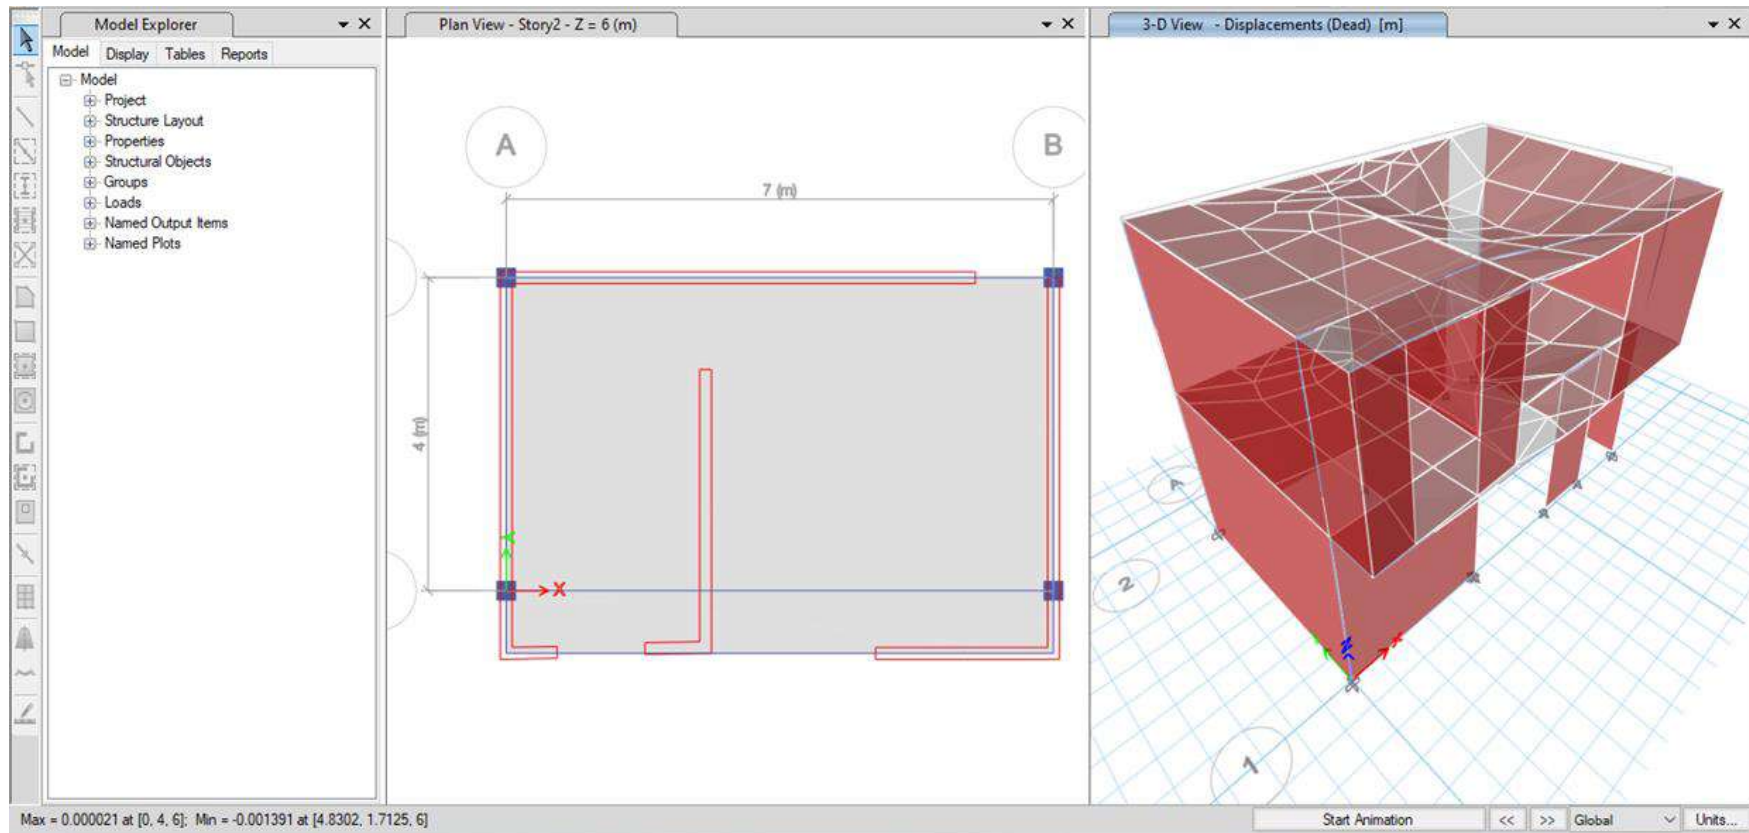 Model Explorer
Model Display Tables Reports
Model
Project
Structure Layout
Properties
Structural Objects
Groups
Loads
Named Output Items
Named Plots
Plan View - Story2 - Z = 6 (m)
A
B
7 (m)
4 (m)
Y
X
3-D View - Displacements (Dead) [m]
A
2
1
Z
X
Max = 0.000021 at [0, 4, 6]; Min = -0.001391 at [4.8302, 1.7125, 6]
Start Animation
<<
>>
Global
Units...